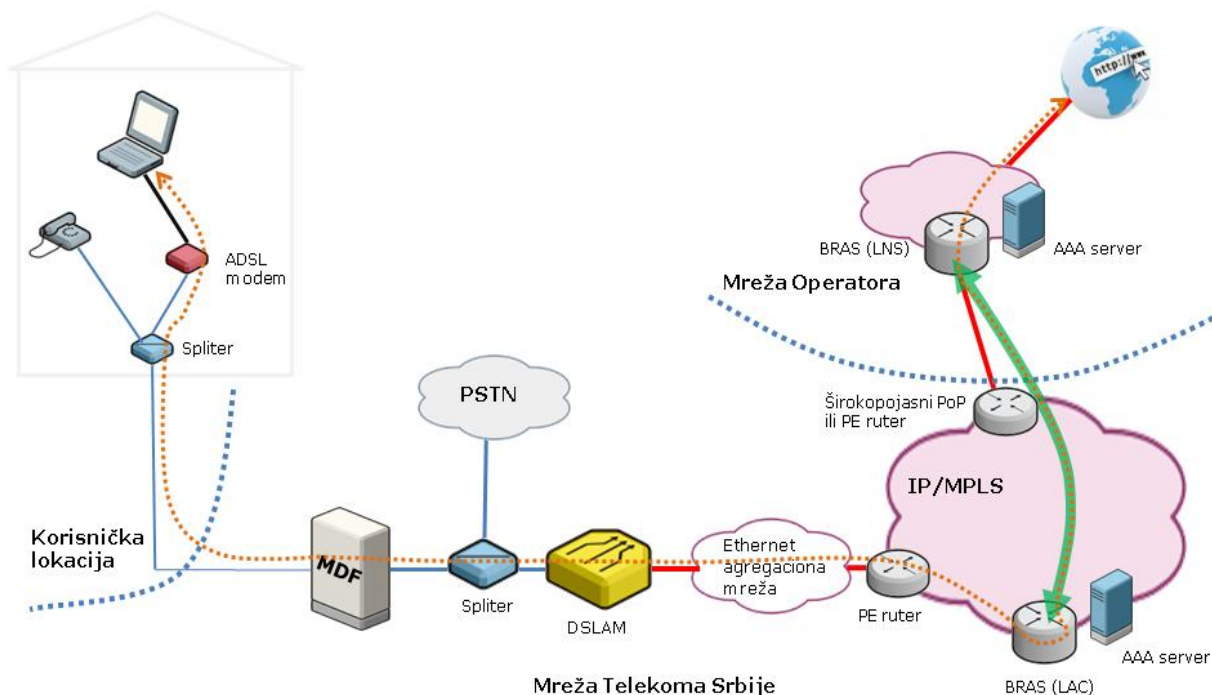 http://www
BRAS (LNS)
AAA server
Mreža Operatora
ADSL
modem
Spliter
PSTN
Širokopojasni PoP
ili PE ruter
IP/MPLS
Korisnička
lokacija
MDF
Spliter
DSLAM
Ethernet
agregaciona
mreža
PE ruter
BRAS (LAC)
AAA server
Mreža Telekoma Srbije